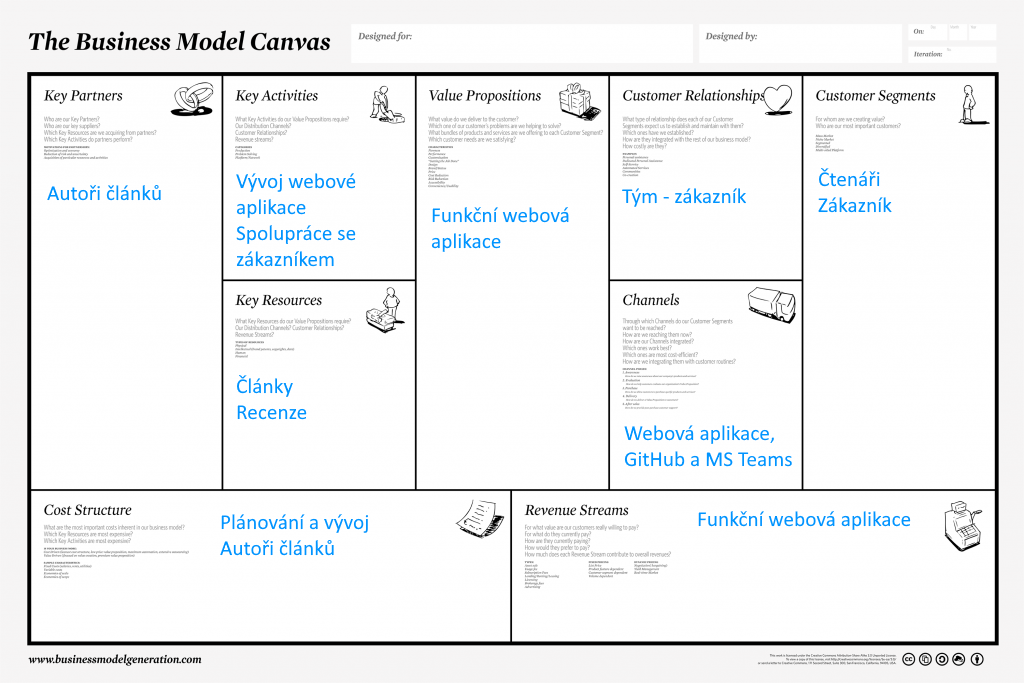 The Business Model Canvas
Designed for:
Designed by:
On:
Iteration:
Key Partners
Who are our Key Partners?
Who are our key suppliers?
Which Key Resources are we acquiring from partners?
Which Key Activities do partners perform?
Autoři článků
Key Activities
What Key Activities do our Value Propositions require?
Our Distribution Channels?
Customer Relationships?
Revenue streams?
Vývoj webové
aplikace
Spolupráce se
zákazníkem
Key Resources
What Key Resources do our Value Propositions require?
Our Distribution Channels? Customer Relationships?
Revenue Streams?
Články
Recenze
Value Propositions
What value do we deliver to the customer?
Which one of our customer's problems are we helping to solve?
What bundles of products and services are we offering to each Customer Segment?
Which customer needs are we satisfying?
Funkční webová
aplikace
Customer Relationships
What type of relationship does each of our Customer
Segments expect us to establish and maintain with them?
Which ones have we established?
How are they integrated with the rest of our business model?
How costly are they?
Tým - zákazník
Channels
Through which Channels do our Customer Segments
want to be reached?
How are we reaching them now?
How are our Channels integrated?
Which ones work best?
Which ones are most cost-efficient?
How are we integrating them with customer routines?
Webová aplikace,
GitHub a MS Teams
Customer Segments
For whom are we creating value?
Who are our most important customers?
Čtenáři
Zákazník
Cost Structure
What are the most important costs inherent in our business model?
Which Key Resources are most expensive?
Which Key Activities are most expensive?
Plánování a vývoj
Autoři článků
Revenue Streams
For what value are our customers really willing to pay?
For what do they currently pay?
How are they currently paying?
How would they prefer to pay?
How much does each Revenue Stream contribute to overall revenues?
Funkční webová aplikace
www.businessmodelgeneration.com